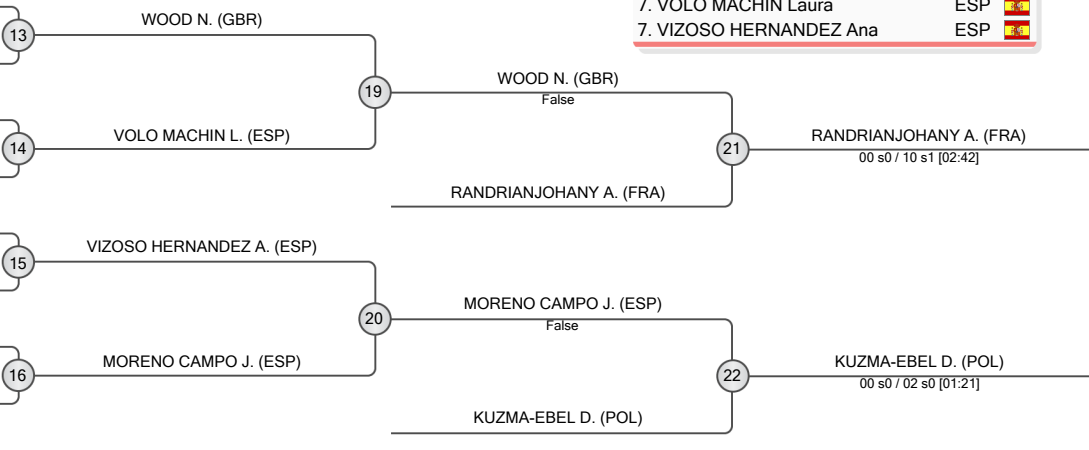 7. VOLO MACHIN Laura ESP
7. VIZOSO HERNANDEZ Ana ESP
WOOD N. (GBR)
13
19
WOOD N. (GBR)
False
14
VOLO MACHIN L. (ESP)
21
RANDRIANJOHANY A. (FRA)
00 s0 / 10 s1 [02:42]
RANDRIANJOHANY A. (FRA)
VIZOSO HERNANDEZ A. (ESP)
15
20
MORENO CAMPO J. (ESP)
False
16
MORENO CAMPO J. (ESP)
22
KUZMA-EBEL D. (POL)
00 s0 / 02 s0 [01:21]
KUZMA-EBEL D. (POL)